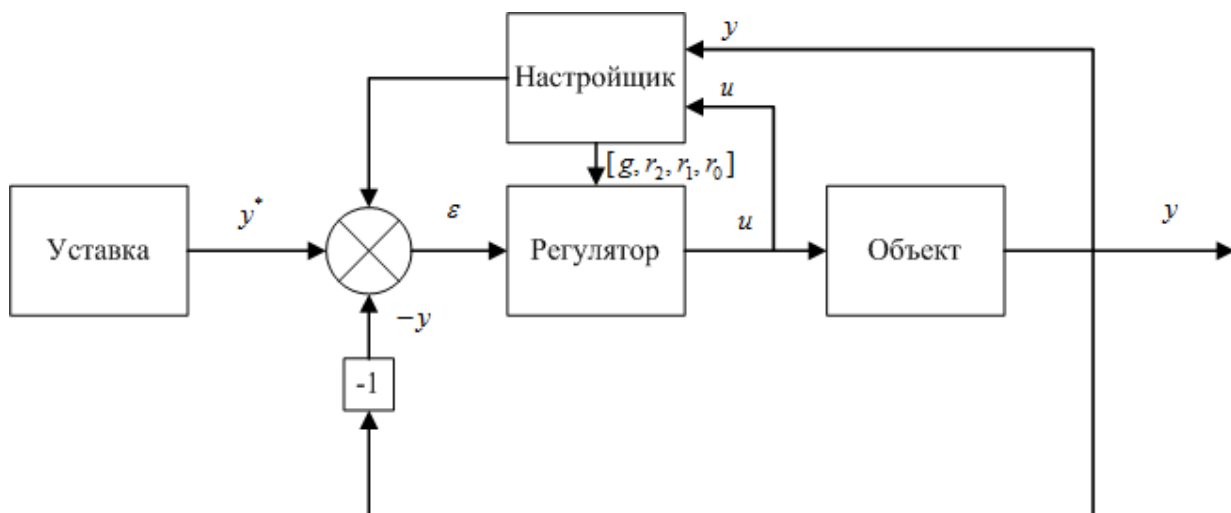 y
Настройщик
u
[g, r₂, r₁, r₀]
y*
ε
u
y
Уставка
Регулятор
Объект
−y
-1